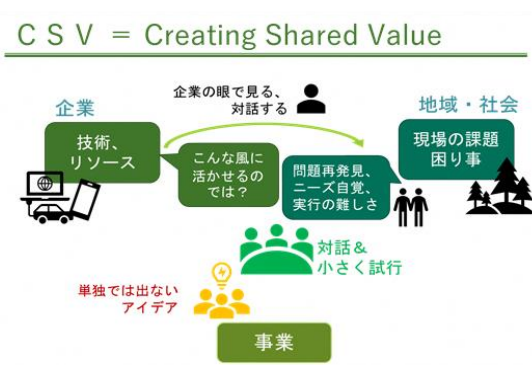 C S V = Creating Shared Value
企業の眼で見る、
対話する
企業
地域・社会
技術、
リソース
こんな風に
活かせるの
では？
問題再発見、
ニーズ自覚、
実行の難しさ
現場の課題
困り事
対話＆
小さく試行
単独では出ない
アイデア
事業